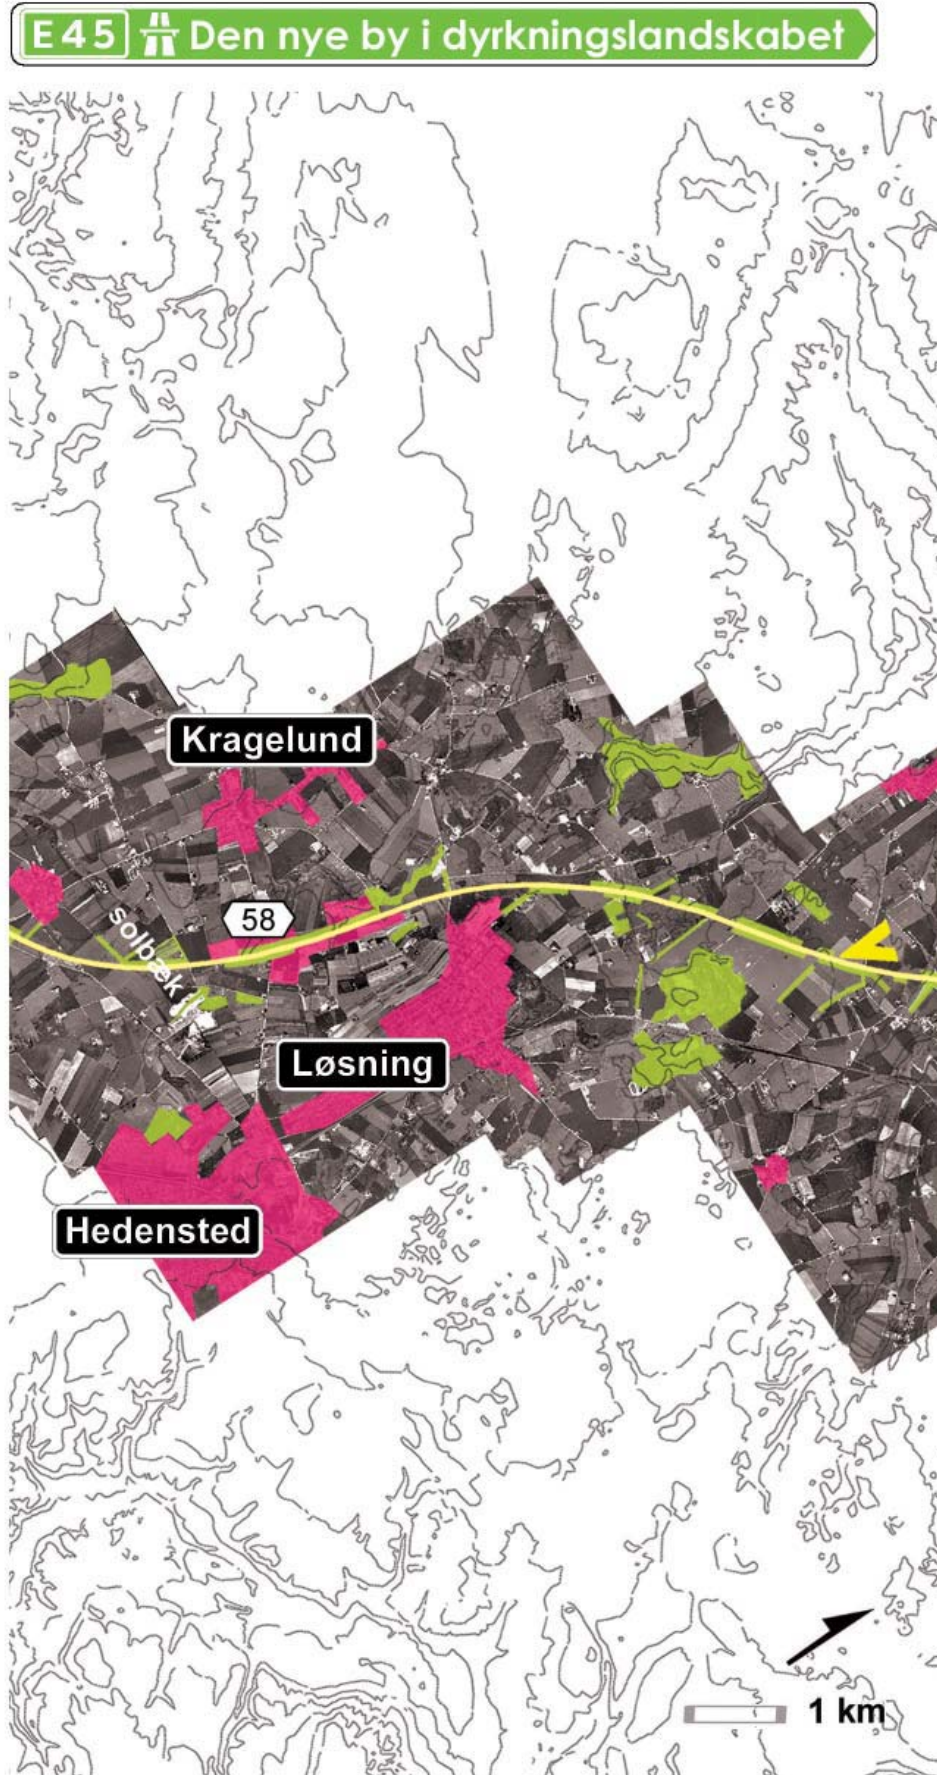 E45 Den nye by i dyrkningslandskabet
Kragelund
58
solbæk
Løsning
Hedensted
1 km